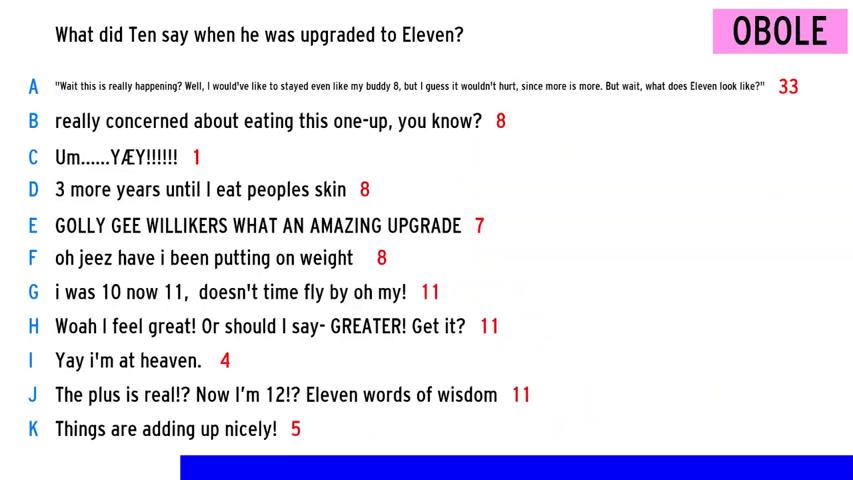 What did Ten say when he was upgraded to Eleven?
OBOLE
A "Wait this is really happening? Well, I would've like to stayed even like my buddy 8, but I guess it wouldn't hurt, since more is more. But wait, what does Eleven look like?" 33
B really concerned about eating this one-up, you know? 8
C Um......YÆY!!!!!! 1
D 3 more years until I eat peoples skin 8
E GOLLY GEE WILLIKERS WHAT AN AMAZING UPGRADE 7
F oh jeez have i been putting on weight 8
G i was 10 now 11, doesn't time fly by oh my! 11
H Woah I feel great! Or should I say- GREATER! Get it? 11
I Yay i'm at heaven. 4
J The plus is real!? Now I'm 12!? Eleven words of wisdom 11
K Things are adding up nicely! 5